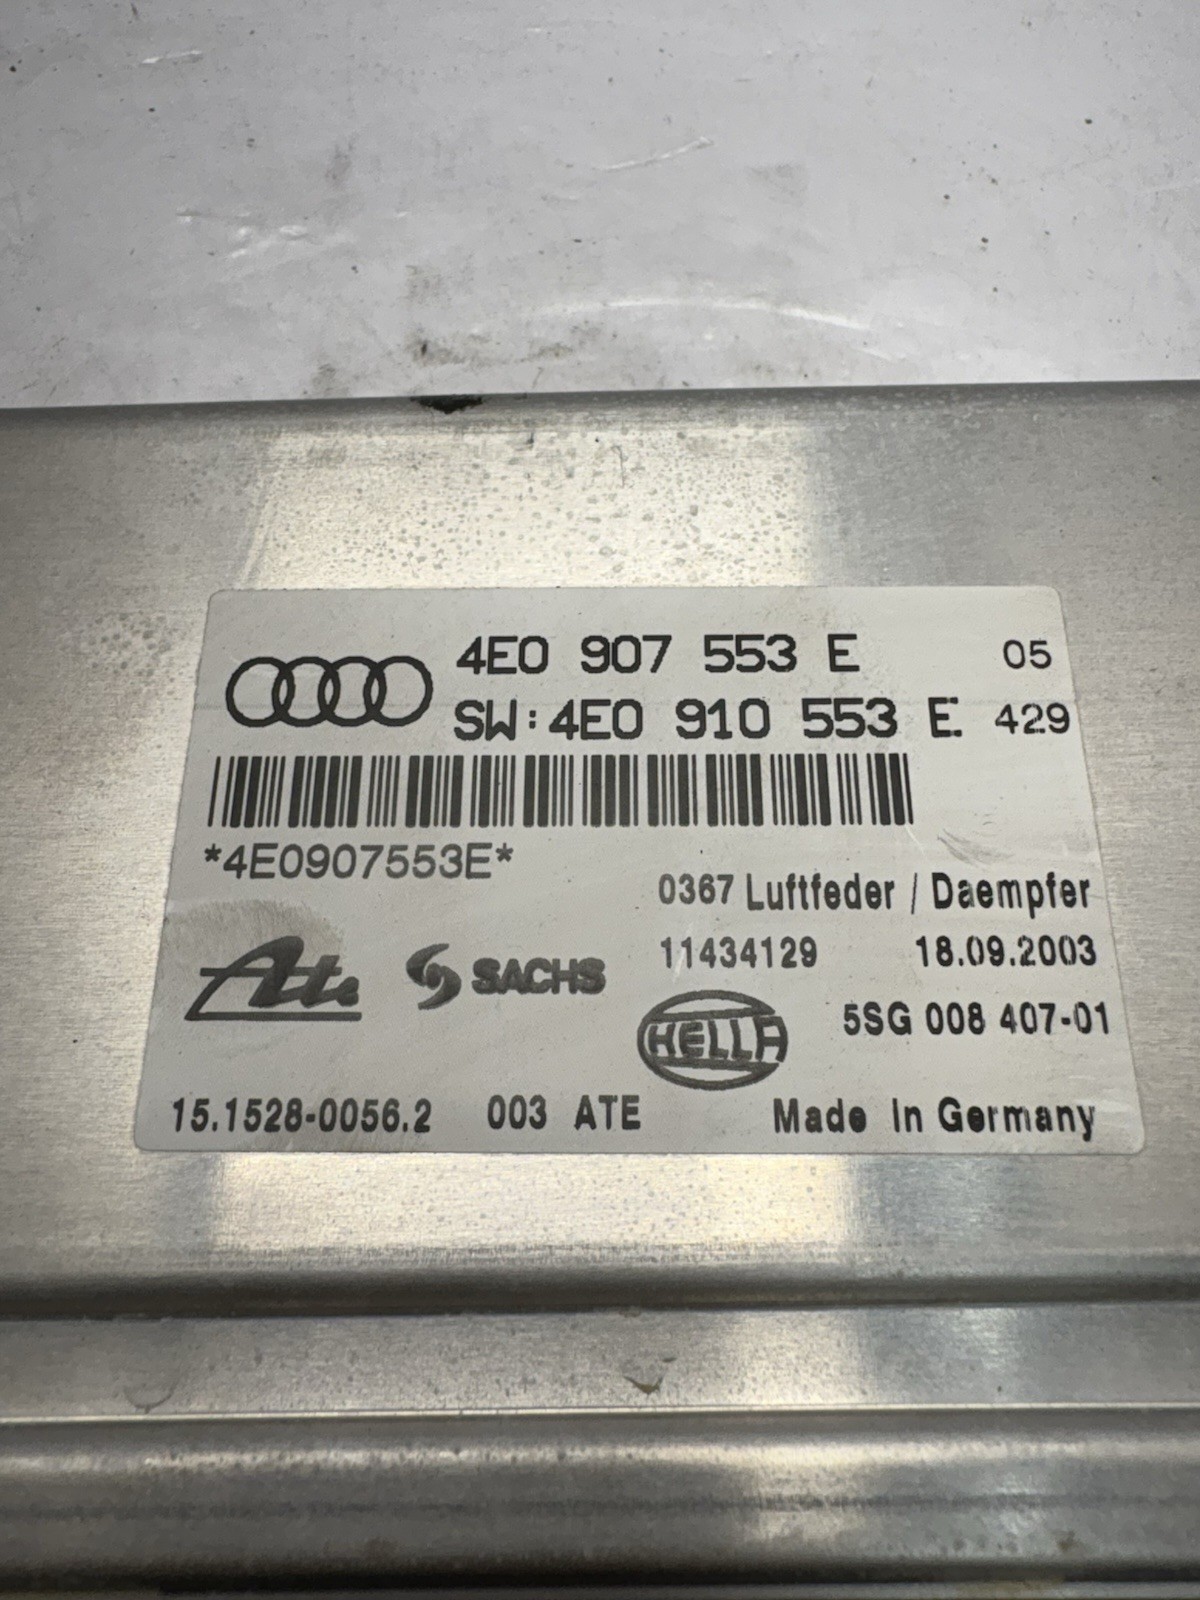 4E0 907 553 E 05
SW:4E0 910 553 E. 429
*4E0907553E*
0367 Luftfeder / Daempfer
11434129 18.09.2003
Ate SACHS
HELLA 5SG 008 407-01
15.1528-0056.2 003 ATE Made In Germany